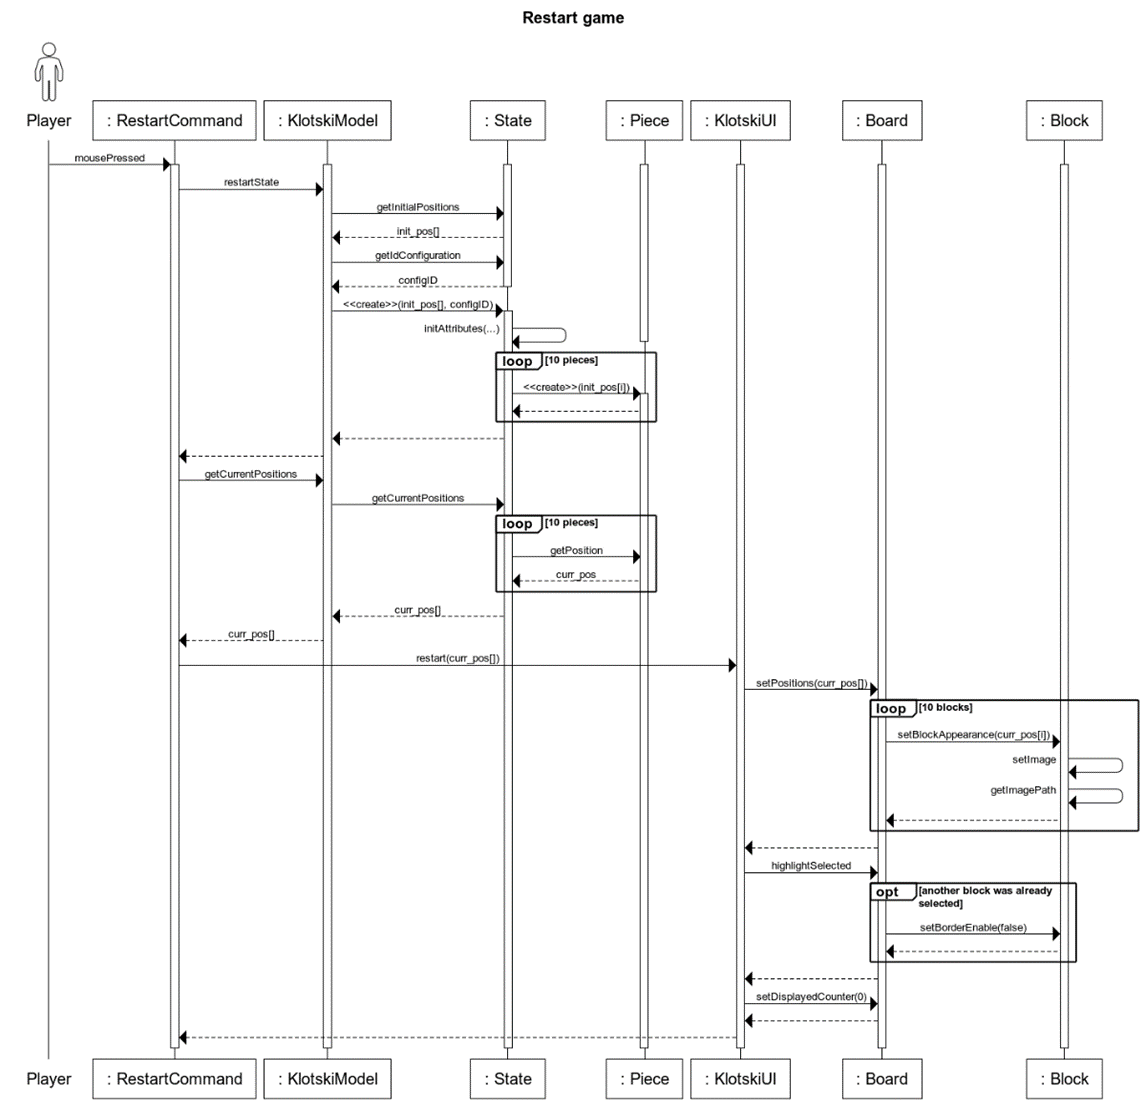 Restart game
Player
: RestartCommand
: KlotskiModel
: State
: Piece
: KlotskiUI
: Board
: Block
mousePressed
restartState
getInitialPositions
init_pos[]
getIdConfiguration
configID
<<create>>(init_pos[], configID)
initAttributes(...)
loop [10 pieces]
<<create>>(init_pos[i])
getCurrentPositions
getCurrentPositions
loop [10 pieces]
getPosition
curr_pos
curr_pos[]
curr_pos[]
restart(curr_pos[])
setPositions(curr_pos[])
loop [10 blocks]
setBlockAppearance(curr_pos[i])
setImage
getImagePath
highlightSelected
opt [another block was already
selected]
setBorderEnable(false)
setDisplayedCounter(0)
Player
: RestartCommand
: KlotskiModel
: State
: Piece
: KlotskiUI
: Board
: Block